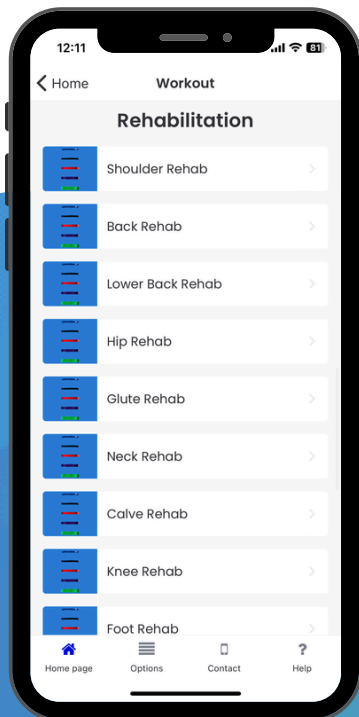 12:11
81
Home
Workout
Rehabilitation
Shoulder Rehab
Back Rehab
Lower Back Rehab
Hip Rehab
Glute Rehab
Neck Rehab
Calve Rehab
Knee Rehab
Foot Rehab
Home page
Options
Contact
? 
Help